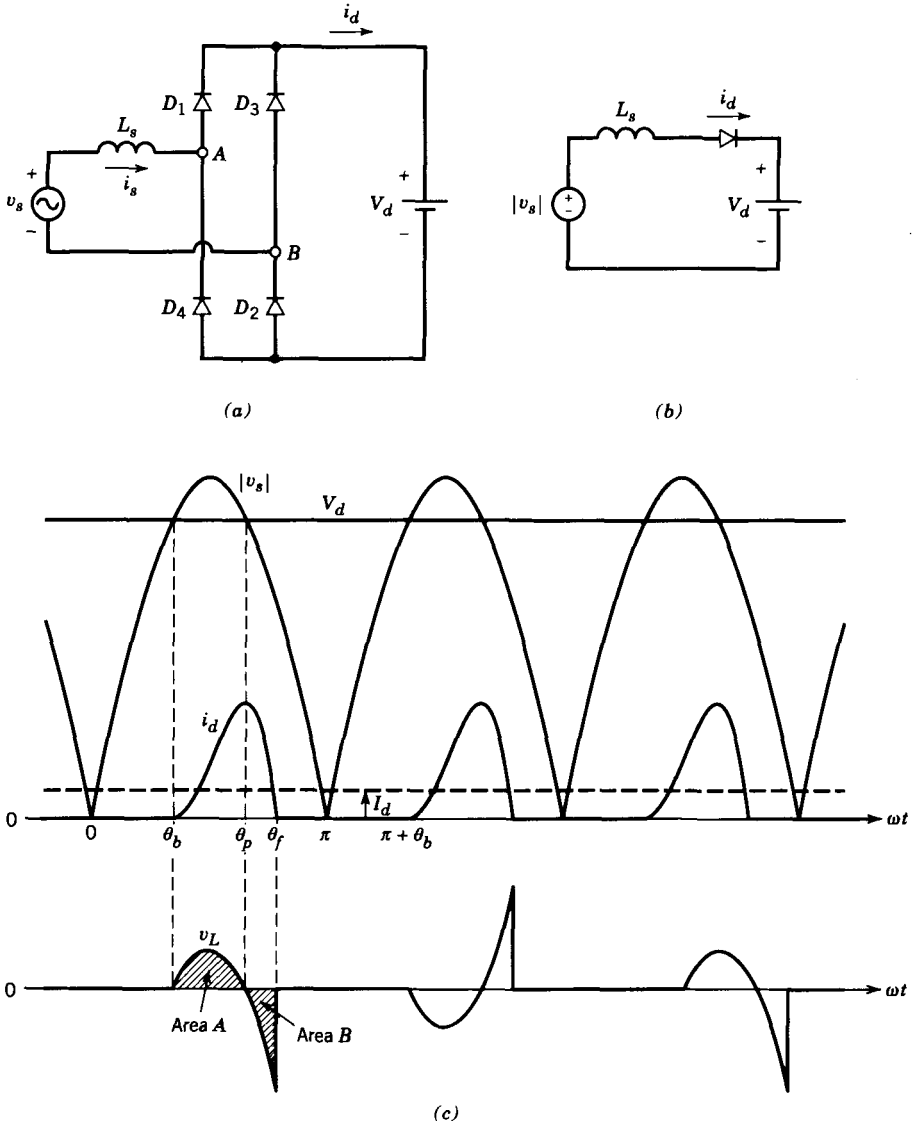 i_d
D_1 D_3
L_s
A
+
i_s
v_s
+
V_d
−
−
B
D_4 D_2
(a)
i_d
L_s
+
|v_s|
+
−
V_d
−
(b)
|v_s|
V_d
i_d
I_d
0
0 θ_b θ_p θ_f π π + θ_b
ωt
v_L
0
ωt
Area A
Area B
(c)